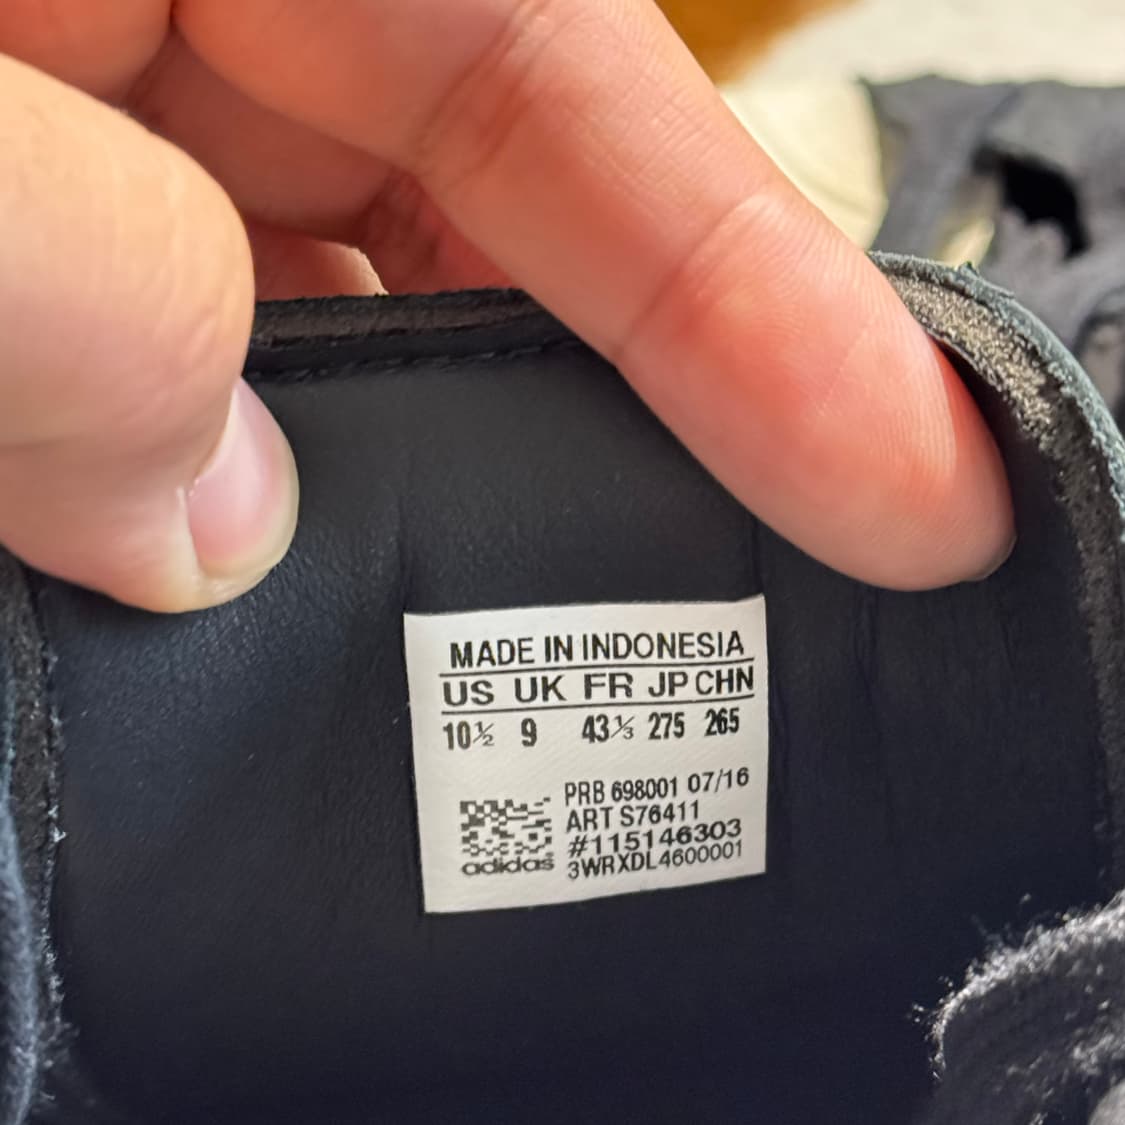 MADE IN INDONESIA
US UK FR JP CHN
10½ 9 43⅓ 275 265
PRB 698001 07/16
ART S76411
#115146303
adidas 3WRXDL4600001